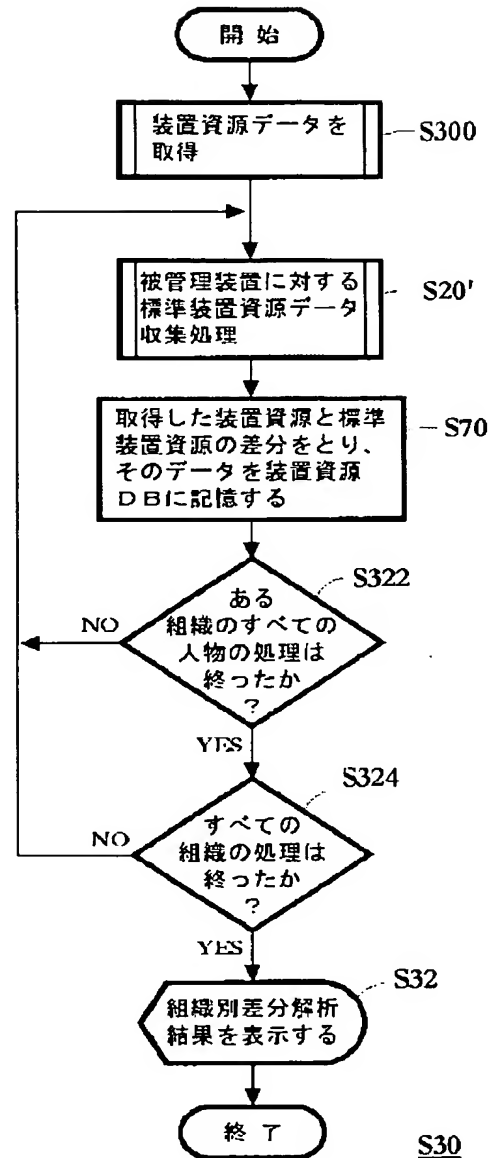 開 始
装置資源データを
取得
S300
被管理装置に対する
標準装置資源データ
収集処理
S20'
取得した装置資源と標準
装置資源の差分をとり、
そのデータを装置資源
DBに記憶する
S70
ある
組織のすべての
人物の処理は
終ったか
?
S322
NO
YES
すべての
組織の処理は
終ったか
?
S324
NO
YES
組織別差分解析
結果を表示する
S32
終 了
S30